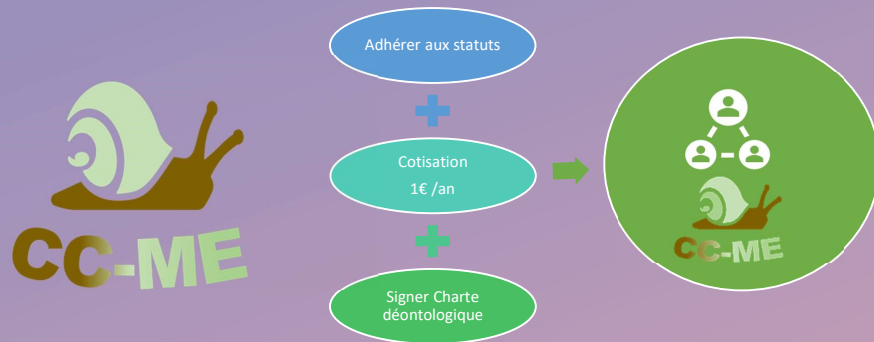 CC-ME
Adhérer aux statuts
Cotisation
1€ /an
Signer Charte
déontologique
CC-ME